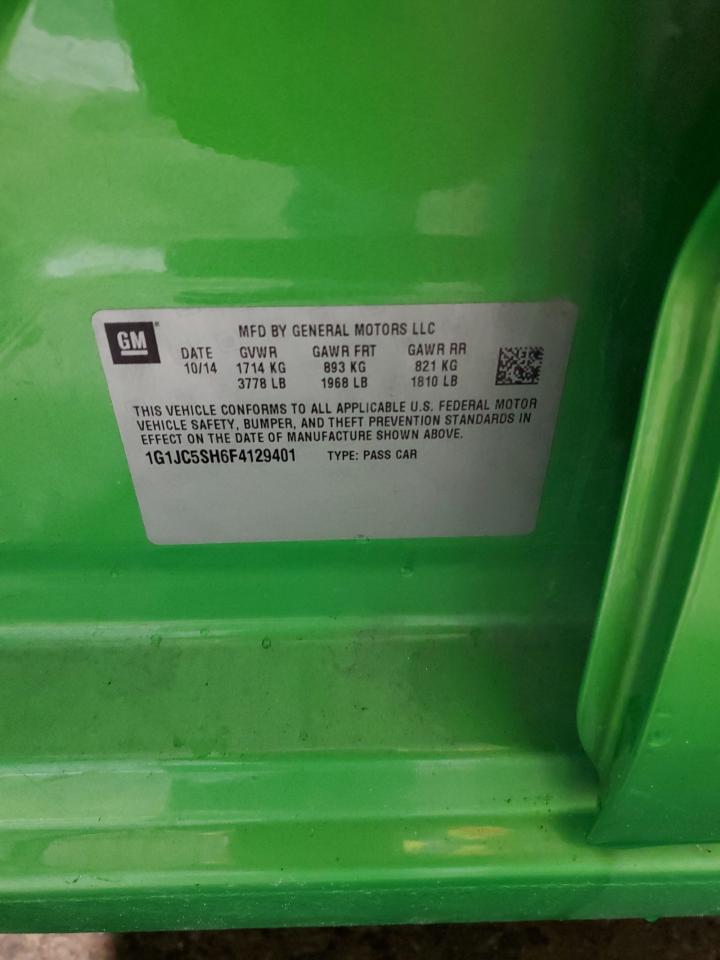 GM
MFD BY GENERAL MOTORS LLC
DATE GVWR GAWR FRT GAWR RR
10/14 1714 KG 893 KG 821 KG
3778 LB 1968 LB 1810 LB
THIS VEHICLE CONFORMS TO ALL APPLICABLE U.S. FEDERAL MOTOR
VEHICLE SAFETY, BUMPER, AND THEFT PREVENTION STANDARDS IN
EFFECT ON THE DATE OF MANUFACTURE SHOWN ABOVE.
1G1JC5SH6F4129401 TYPE: PASS CAR